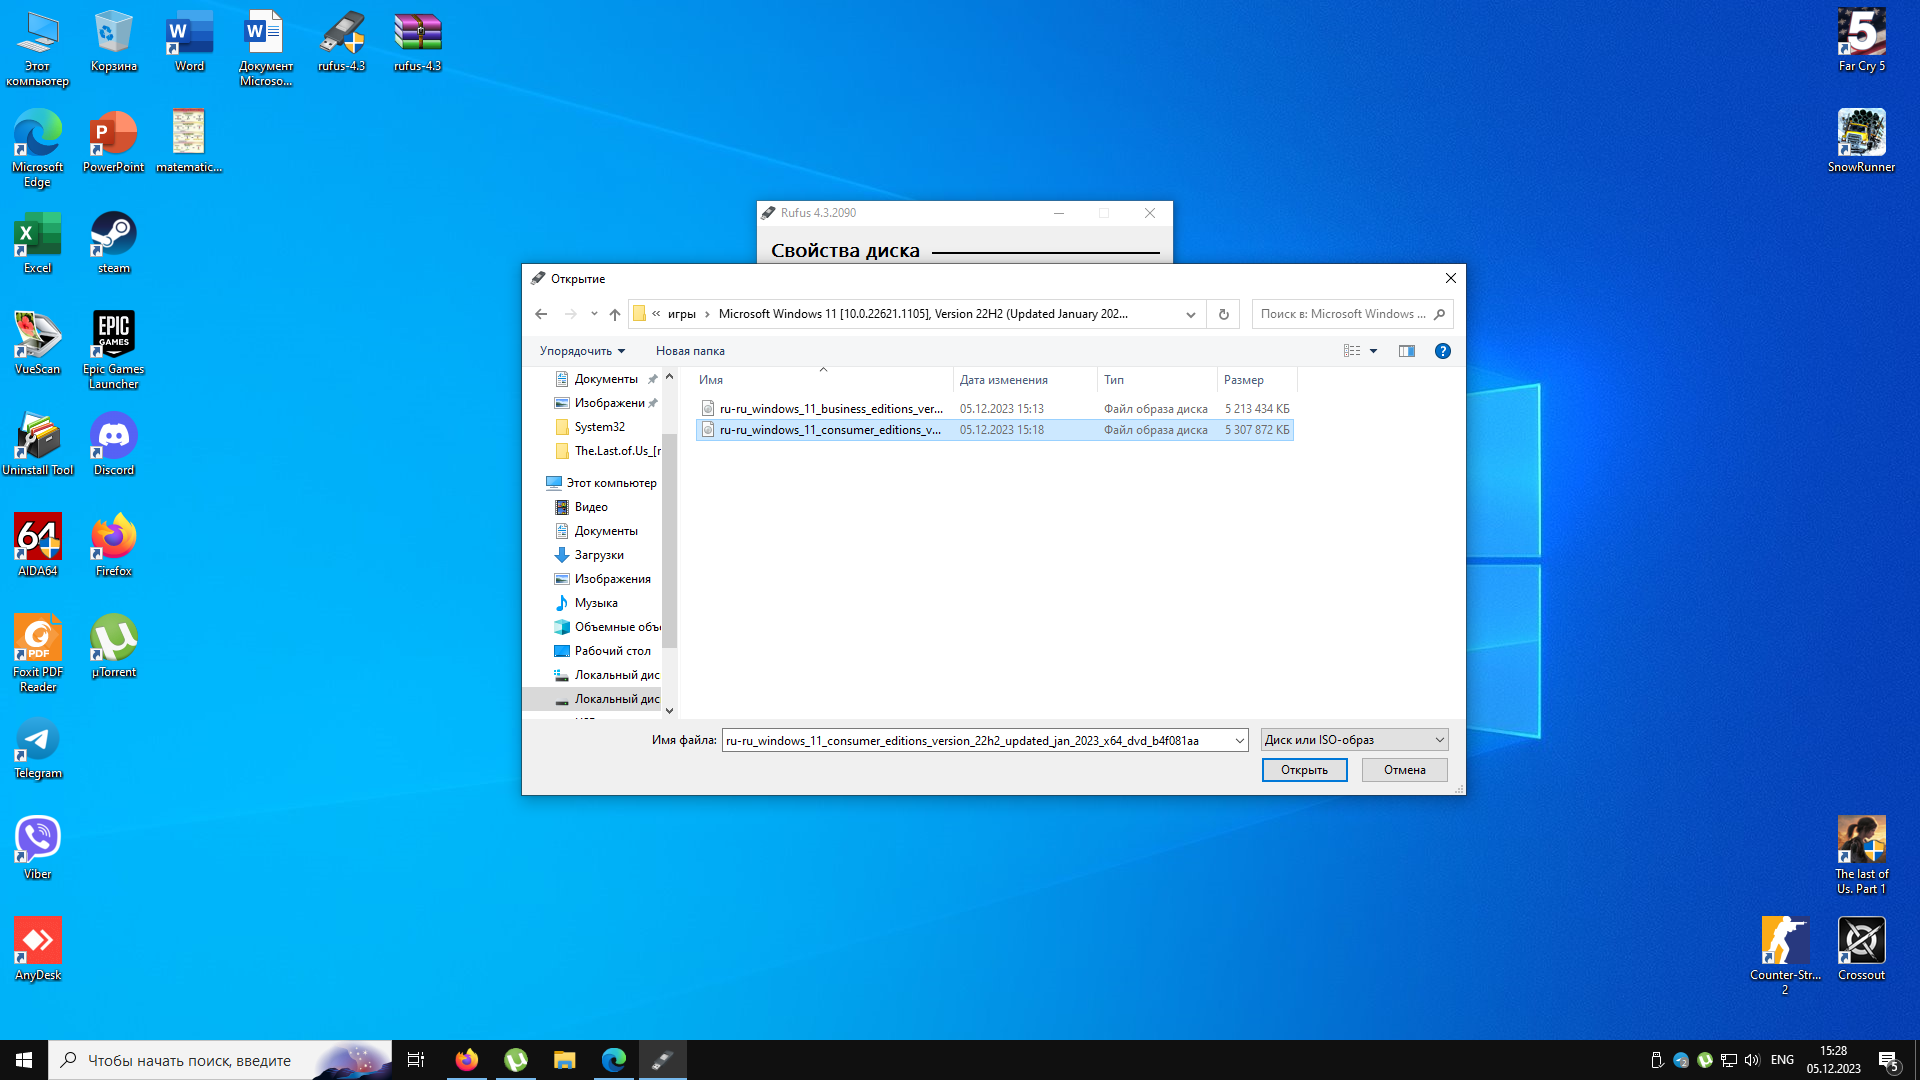 Этот
компьютер
Корзина
Word
Документ
Microso...
rufus-4.3
rufus-4.3
Far Cry 5
Microsoft
Edge
PowerPoint
matematic...
SnowRunner
Excel
steam
VueScan
Epic Games
Launcher
Uninstall Tool
Discord
AIDA64
Firefox
Foxit PDF
Reader
µTorrent
Telegram
Viber
AnyDesk
The last of
Us. Part 1
Counter-Str...
2
Crossout
Rufus 4.3.2090
Свойства диска
Открытие
« игры › Microsoft Windows 11 [10.0.22621.1105], Version 22H2 (Updated January 202...
Поиск в: Microsoft Windows ...
Упорядочить
Новая папка
Документы
Изображени
System32
The.Last.of.Us_[r
Этот компьютер
Видео
Документы
Загрузки
Изображения
Музыка
Объемные объ
Рабочий стол
Локальный дис
Локальный дис
Имя Дата изменения Тип Размер
ru-ru_windows_11_business_editions_ver... 05.12.2023 15:13 Файл образа диска 5 213 434 КБ
ru-ru_windows_11_consumer_editions_v... 05.12.2023 15:18 Файл образа диска 5 307 872 КБ
Имя файла: ru-ru_windows_11_consumer_editions_version_22h2_updated_jan_2023_x64_dvd_b4f081aa
Диск или ISO-образ
Открыть
Отмена
Чтобы начать поиск, введите
ENG
15:28
05.12.2023
5
5
64
EPIC
GAMES
PDF